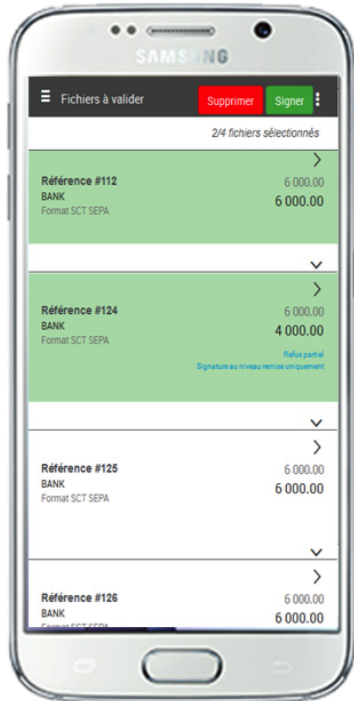 SAMSUNG
Fichiers à valider
Supprimer
Signer
2/4 fichiers sélectionnés
Référence #112
6 000.00
BANK
6 000.00
Format SCT SEPA
Référence #124
6 000.00
BANK
4 000.00
Format SCT SEPA
Refus partiel
Signature au niveau remise uniquement
Référence #125
6 000.00
BANK
6 000.00
Format SCT SEPA
Référence #126
6 000.00
BANK
6 000.00
Format SCT SEPA